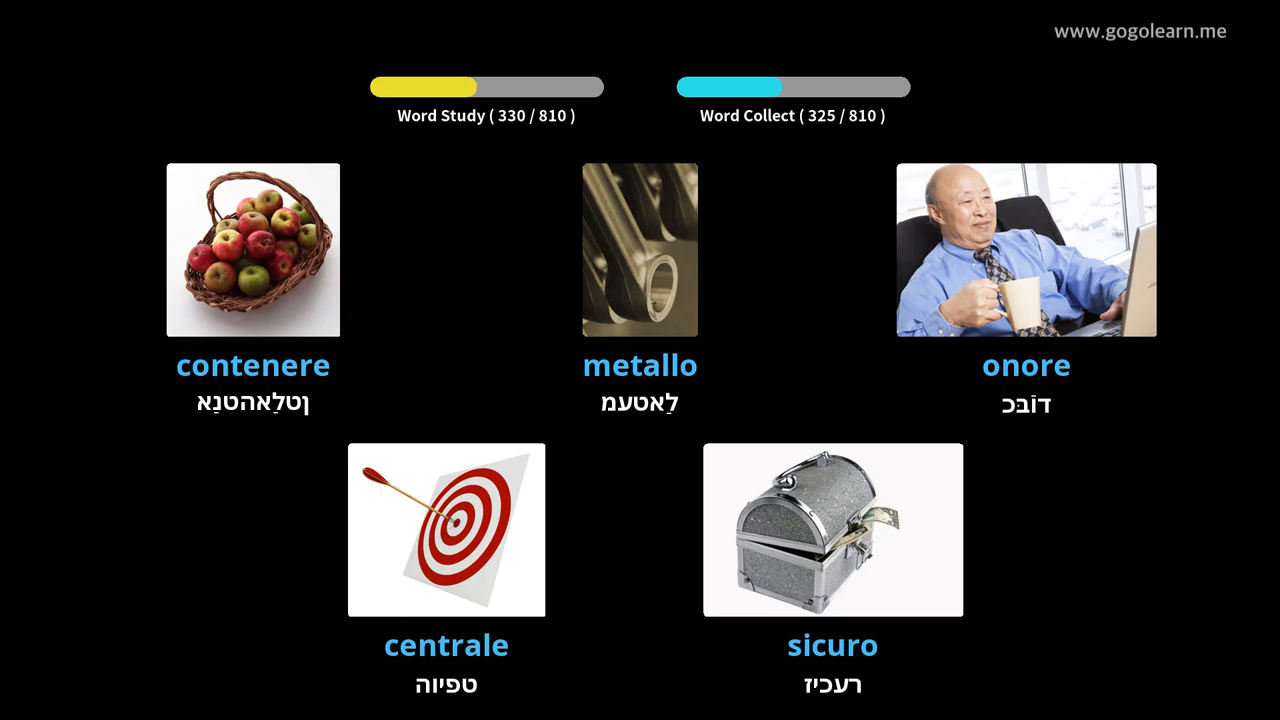 www.gogolearn.me
Word Study ( 330 / 810 )
Word Collect ( 325 / 810 )
contenere
ןטלַאהטנַא
metallo
לַאטעמ
onore
דוֹבּכ
centrale
טפיוה
sicuro
רעכיז